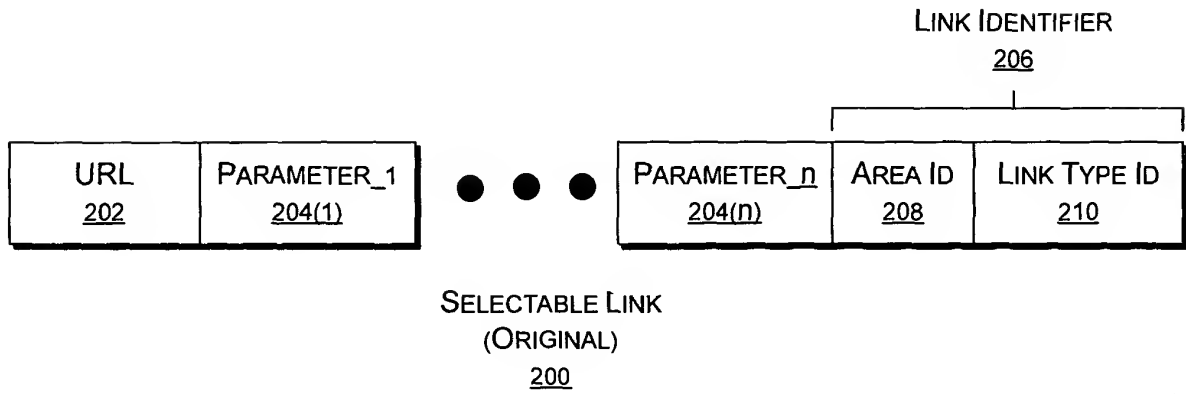 LINK IDENTIFIER
206
URL
202
PARAMETER_1
204(1)
PARAMETER_n
204(n)
AREA ID
208
LINK TYPE ID
210
SELECTABLE LINK
(ORIGINAL)
200